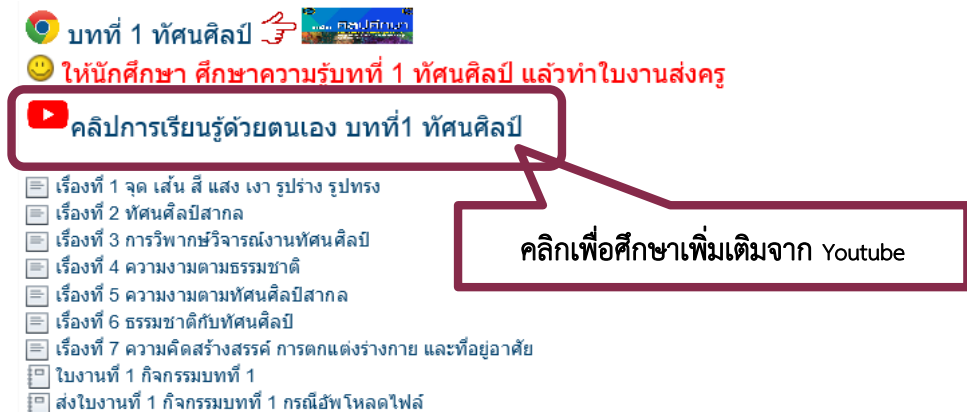 บทที่ 1 ทัศนศิลป์
ให้นักศึกษา ศึกษาความรู้บทที่ 1 ทัศนศิลป์ แล้วทำใบงานส่งครู
คลิปการเรียนรู้ด้วยตนเอง บทที่1 ทัศนศิลป์
เรื่องที่ 1 จุด เส้น สี แสง เงา รูปร่าง รูปทรง
เรื่องที่ 2 ทัศนศิลป์สากล
เรื่องที่ 3 การวิพากษ์วิจารณ์งานทัศนศิลป์
เรื่องที่ 4 ความงามตามธรรมชาติ
เรื่องที่ 5 ความงามตามทัศนศิลป์สากล
เรื่องที่ 6 ธรรมชาติกับทัศนศิลป์
เรื่องที่ 7 ความคิดสร้างสรรค์ การตกแต่งร่างกาย และที่อยู่อาศัย
ใบงานที่ 1 กิจกรรมบทที่ 1
ส่งใบงานที่ 1 กิจกรรมบทที่ 1 กรณีอัพโหลดไฟล์
คลิกเพื่อศึกษาเพิ่มเติมจาก Youtube